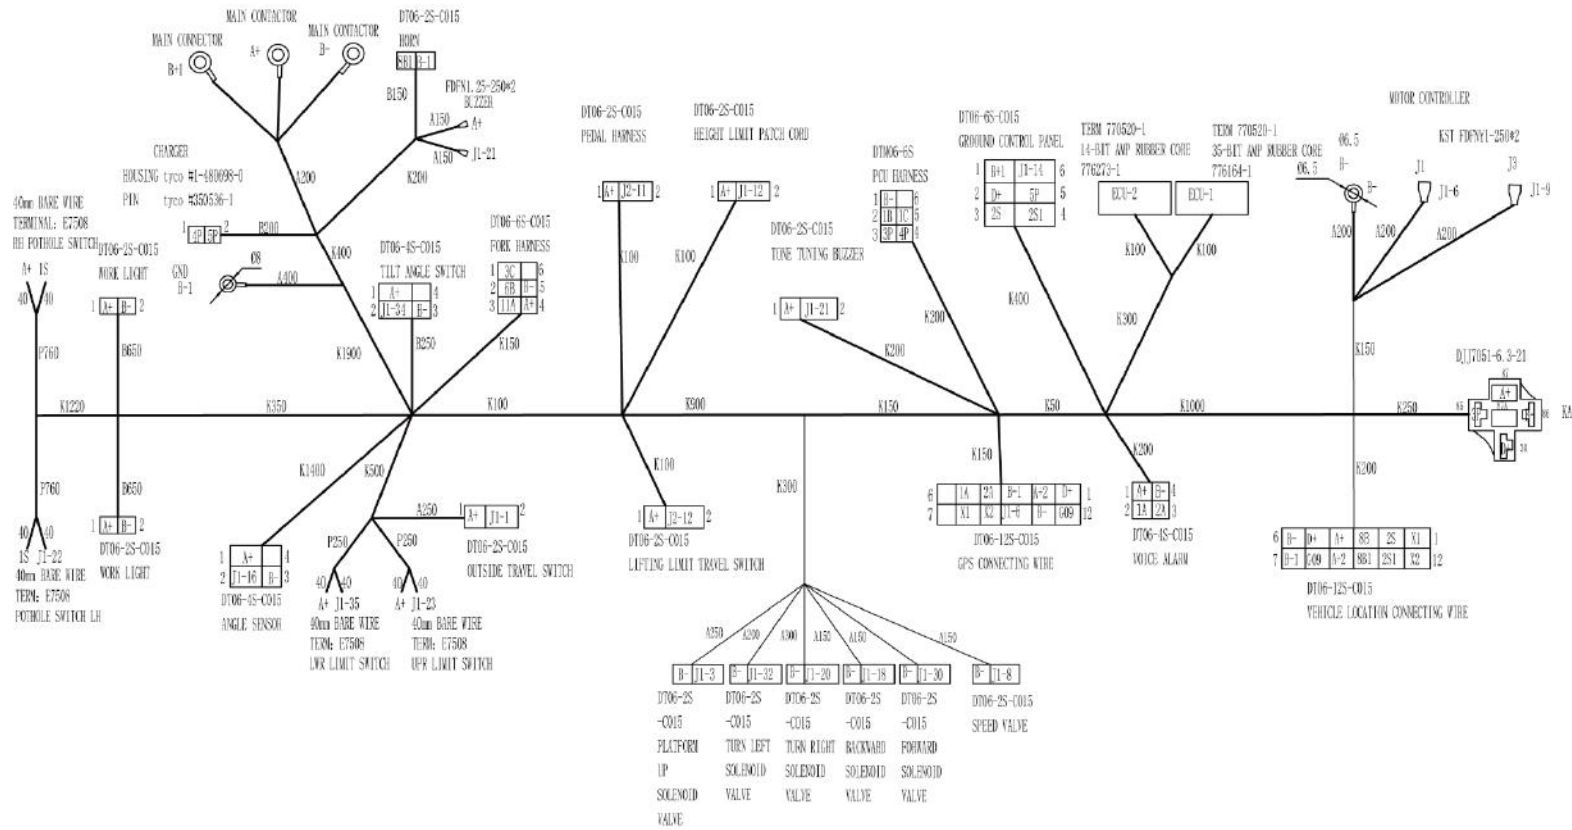 MAIN CONTACTOR
MAIN CONNECTOR
MAIN CONTACTOR
B+1
A+
B-
DT06-2S-C015
HORN
8B1 B-1
B150
FDFN1.25-250*2
BUZZER
A150
A+
A150
J1-21
K200
A200
CHARGER
HOUSING tyco #1-480698-0
PIN tyco #350536-1
4P 5P 2
B200
K400
GND
B-1
Ø8
A400
K1900
40mm BARE WIRE
TERMINAL: E7508
RH POTHOLE SWITCH
A+ 1S
40 40
P760
DT06-2S-C015
WORK LIGHT
1 A+ B- 2
B650
DT06-4S-C015
TILT ANGLE SWITCH
1 A+ 4
2 J1-34 B- 3
B250
DT06-6S-C015
FORK HARNESS
1 3C 6
2 6B B- 5
3 11A A+ 4
K150
K1220
K350
K100
K900
K150
K50
K1000
K250
P760
40 40
1S J1-22
40mm BARE WIRE
TERM: E7508
POTHOLE SWITCH LH
B650
1 A+ B- 2
DT06-2S-C015
WORK LIGHT
K1400
1 A+ 4
2 J1-16 B- 3
DT06-4S-C015
ANGLE SENSOR
K500
A250
1 A+ J1-1 2
DT06-2S-C015
OUTSIDE TRAVEL SWITCH
P250
P250
40 40
A+ J1-35
40mm BARE WIRE
TERM: E7508
LWR LIMIT SWITCH
40 40
A+ J1-23
40mm BARE WIRE
TERM: E7508
UPR LIMIT SWITCH
DT06-2S-C015
PEDAL HARNESS
1 A+ J2-11 2
K100
DT06-2S-C015
HEIGHT LIMIT PATCH CORD
1 A+ J1-12 2
K100
K100
1 A+ J2-12 2
DT06-2S-C015
LIFTING LIMIT TRAVEL SWITCH
DT06-2S-C015
TONE TUNING BUZZER
1 A+ J1-21 2
K200
DTM06-6S
PCU HARNESS
1 B- 6
2 1B 1C 5
3 3P 4P 4
K200
DT06-6S-C015
GROUND CONTROL PANEL
1 B+1 J1-14 6
2 D+ 5P 5
3 2S 2S1 4
K400
TERM 770520-1
14-BIT AMP RUBBER CORE
776273-1
ECU-2
K100
TERM 770520-1
35-BIT AMP RUBBER CORE
776164-1
ECU-1
K100
K300
K300
A250
A200
A300
A150
A150
A150
B- J1-3
DT06-2S
-C015
PLATFORM
UP
SOLENOID
VALVE
B- J1-32
DT06-2S
-C015
TURN LEFT
SOLENOID
VALVE
B- J1-20
DT06-2S
-C015
TURN RIGHT
SOLENOID
VALVE
B- J1-18
DT06-2S
-C015
BACKWARD
SOLENOID
VALVE
B- J1-30
DT06-2S
-C015
FORWARD
SOLENOID
VALVE
B- J1-8
DT06-2S-C015
SPEED VALVE
K150
6 1A 2A B-1 A-2 D+ 1
7 X1 X2 J1-6 B- G09 12
DT06-12S-C015
GPS CONNECTING WIRE
K200
1 A+ B- 4
2 1A 2A 3
DT06-4S-C015
VOICE ALARM
MOTOR CONTROLLER
KST FDFNY1-250*2
Ø6.5
B-
Ø6.5
B-
J1
J1-6
J3
J1-9
A200
A200
A200
K150
DJJ7051-6.3-21
87
A+
85
86
30
KA
K200
6 B- D+ A+ 8B 2S X1 1
7 B-1 G09 A-2 8B1 2S1 X2 12
DT06-12S-C015
VEHICLE LOCATION CONNECTING WIRE